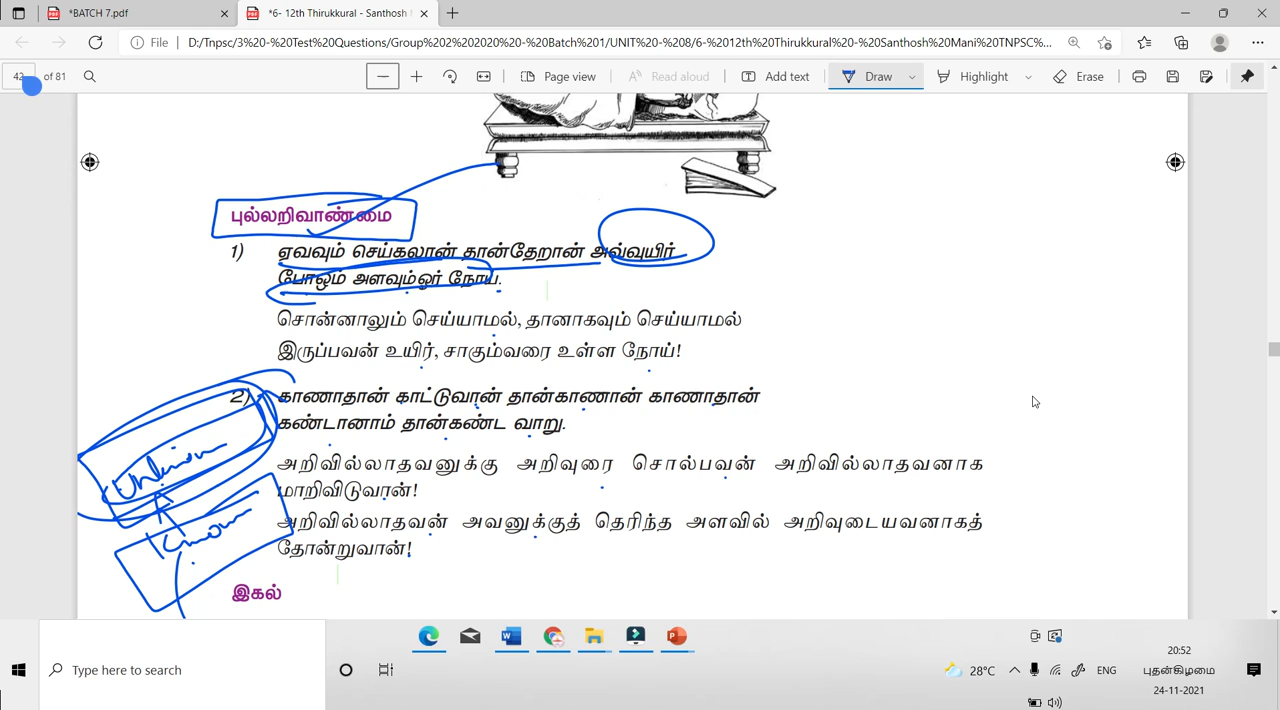 *BATCH 7.pdf
*6- 12th Thirukkural - Santhosh
File
D:/Tnpsc/3%20-%20Test%20Questions/Group%202%202020%20-%20Batch%201/UNIT%20-%208/6-%2012th%20Thirukkural%20-%20Santhosh%20Mani%20TNPSC%...
42 of 81
Page view
Read aloud
Add text
Draw
Highlight
Erase
புல்லறிவாண்மை
1) ஏவவும் செய்கலான் தான்தேறான் அவ்வுயிர்
போஒம் அளவும்ஓர் நோய்.
சொன்னாலும் செய்யாமல், தானாகவும் செய்யாமல்
இருப்பவன் உயிர், சாகும்வரை உள்ள நோய்!
2) காணாதான் காட்டுவான் தான்காணான் காணாதான்
கண்டானாம் தான்கண்ட வாறு.
Unknown
Known
அறிவில்லாதவனுக்கு அறிவுரை சொல்பவன் அறிவில்லாதவனாக
மாறிவிடுவான்!
அறிவில்லாதவன் அவனுக்குத் தெரிந்த அளவில் அறிவுடையவனாகத்
தோன்றுவான்!
இகல்
Type here to search
28°C
ENG
20:52
புதன்கிழமை
24-11-2021